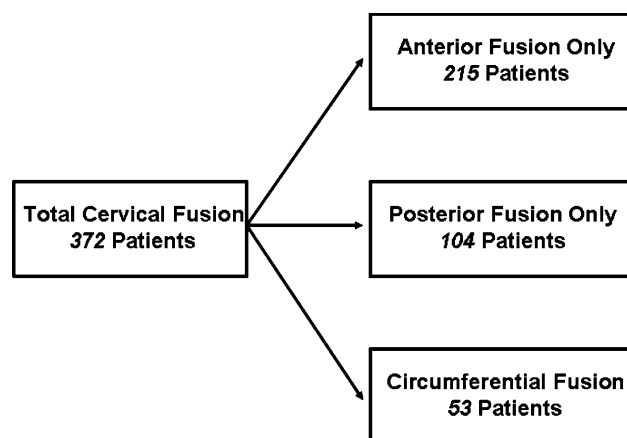 Anterior Fusion Only
215 Patients
Total Cervical Fusion
372 Patients
Posterior Fusion Only
104 Patients
Circumferential Fusion
53 Patients